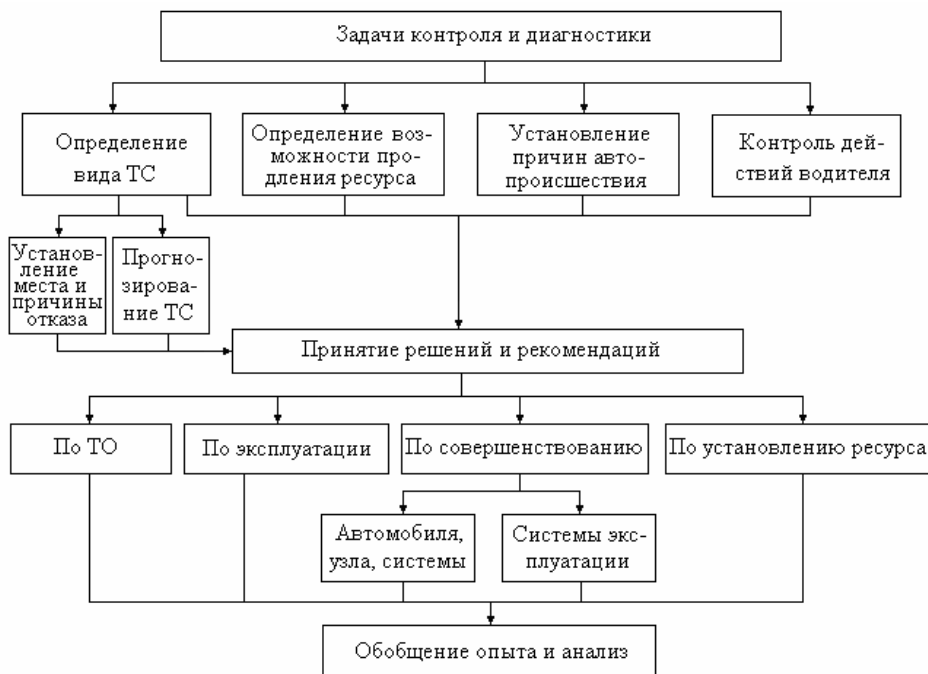 Задачи контроля и диагностики
Определение
вида ТС
Определение воз-
можности про-
дления ресурса
Установление
причин авто-
происшествия
Контроль дей-
ствий водителя
Установ-
ление
места и
причины
отказа
Прогно-
зирова-
ние ТС
Принятие решений и рекомендаций
По ТО
По эксплуатации
По совершенствованию
По установлению ресурса
Автомобиля,
узла, системы
Системы экс-
плуатации
Обобщение опыта и анализ